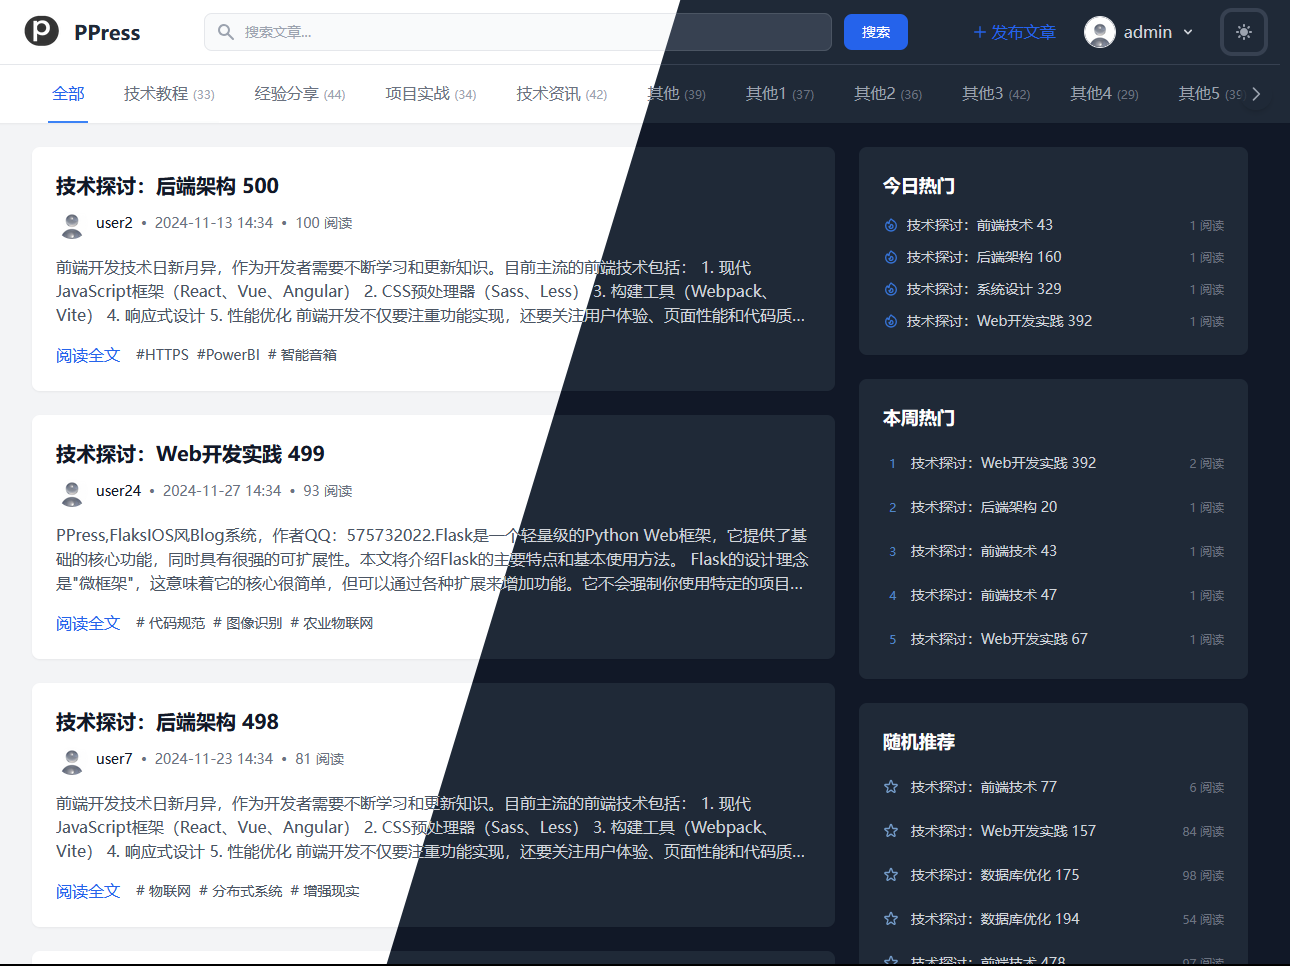 PPress
搜索文章...
搜索
+ 发布文章
admin
全部
技术教程 (33)
经验分享 (44)
项目实战 (34)
技术资讯 (42)
其他 (39)
其他1 (37)
其他2 (36)
其他3 (42)
其他4 (29)
其他5 (39
技术探讨：后端架构 500
user2 • 2024-11-13 14:34 • 100 阅读
前端开发技术日新月异，作为开发者需要不断学习和更新知识。目前主流的前端技术包括： 1. 现代
JavaScript框架（React、Vue、Angular） 2. CSS预处理器（Sass、Less） 3. 构建工具（Webpack、
Vite） 4. 响应式设计 5. 性能优化 前端开发不仅要注重功能实现，还要关注用户体验、页面性能和代码质...
阅读全文 #HTTPS #PowerBI # 智能音箱
技术探讨：Web开发实践 499
user24 • 2024-11-27 14:34 • 93 阅读
PPress,FlaksIOS风Blog系统，作者QQ：575732022.Flask是一个轻量级的Python Web框架，它提供了基
础的核心功能，同时具有很强的可扩展性。本文将介绍Flask的主要特点和基本使用方法。 Flask的设计理念
是"微框架"，这意味着它的核心很简单，但可以通过各种扩展来增加功能。它不会强制你使用特定的项目...
阅读全文 # 代码规范 # 图像识别 # 农业物联网
技术探讨：后端架构 498
user7 • 2024-11-23 14:34 • 81 阅读
前端开发技术日新月异，作为开发者需要不断学习和更新知识。目前主流的前端技术包括： 1. 现代
JavaScript框架（React、Vue、Angular） 2. CSS预处理器（Sass、Less） 3. 构建工具（Webpack、
Vite） 4. 响应式设计 5. 性能优化 前端开发不仅要注重功能实现，还要关注用户体验、页面性能和代码质...
阅读全文 # 物联网 # 分布式系统 # 增强现实
今日热门
技术探讨：前端技术 43 1 阅读
技术探讨：后端架构 160 1 阅读
技术探讨：系统设计 329 1 阅读
技术探讨：Web开发实践 392 1 阅读
本周热门
1 技术探讨：Web开发实践 392 2 阅读
2 技术探讨：后端架构 20 1 阅读
3 技术探讨：前端技术 43 1 阅读
4 技术探讨：前端技术 47 1 阅读
5 技术探讨：Web开发实践 67 1 阅读
随机推荐
技术探讨：前端技术 77 6 阅读
技术探讨：Web开发实践 157 84 阅读
技术探讨：数据库优化 175 98 阅读
技术探讨：数据库优化 194 54 阅读
技术探讨：前端技术 478 97 阅读